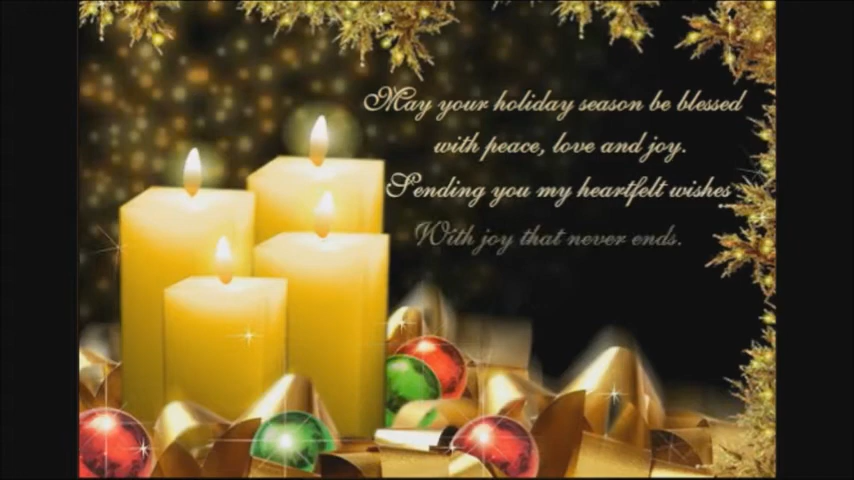 May your holiday season be blessed
with peace, love and joy.
Sending you my heartfelt wishes...
With joy that never ends.